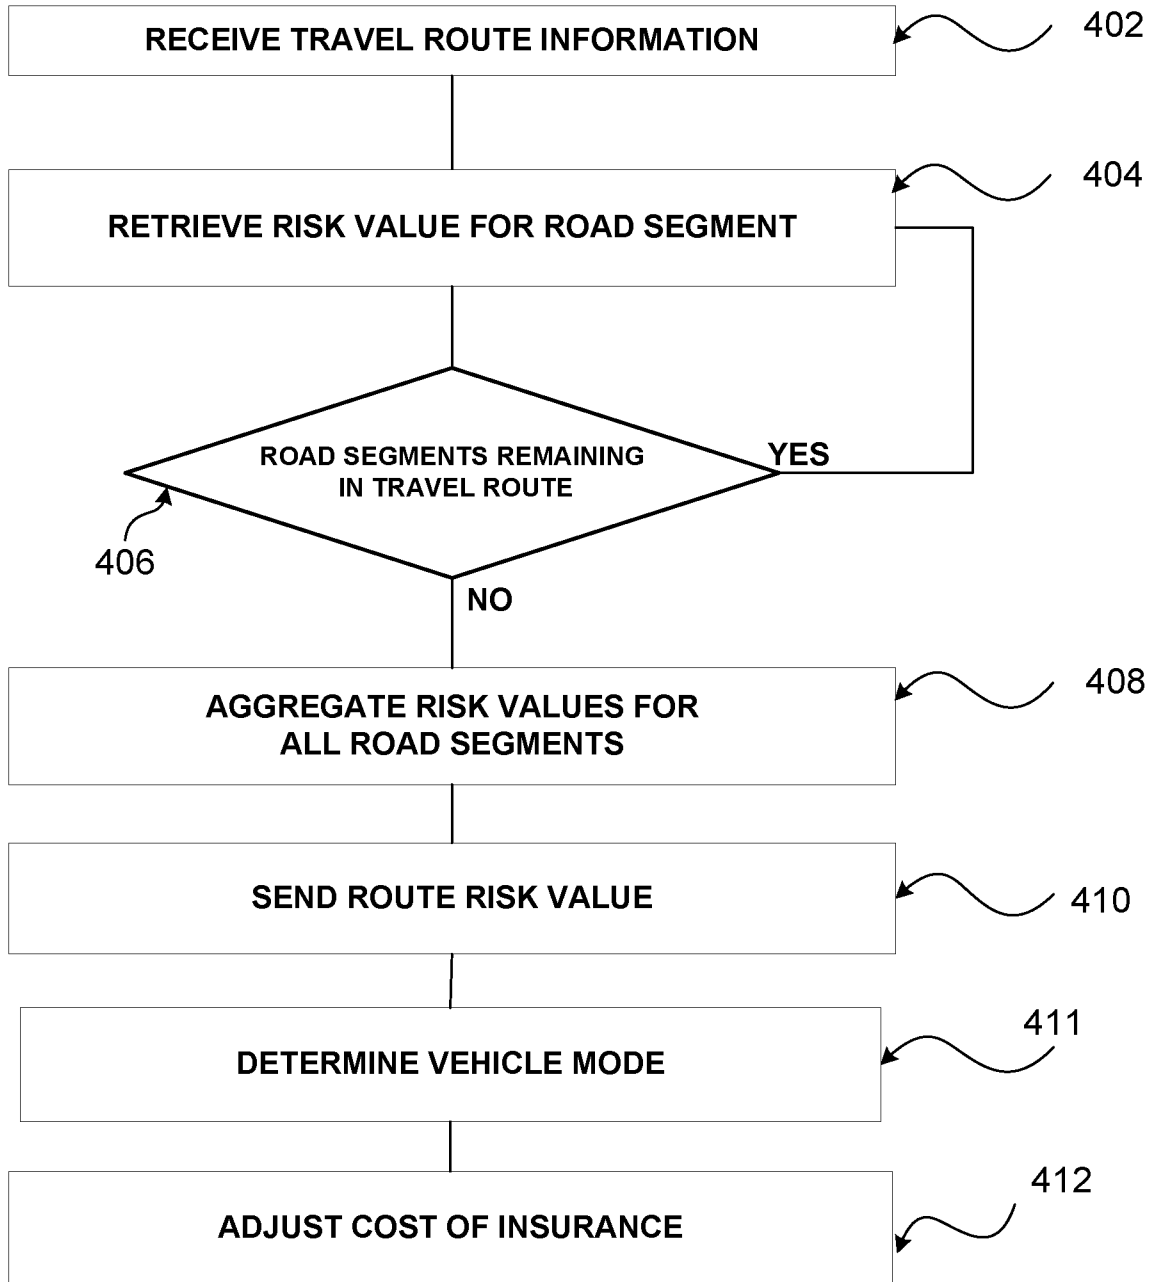 RECEIVE TRAVEL ROUTE INFORMATION
402
RETRIEVE RISK VALUE FOR ROAD SEGMENT
404
ROAD SEGMENTS REMAINING
IN TRAVEL ROUTE
YES
406
NO
AGGREGATE RISK VALUES FOR
ALL ROAD SEGMENTS
408
SEND ROUTE RISK VALUE
410
DETERMINE VEHICLE MODE
411
ADJUST COST OF INSURANCE
412